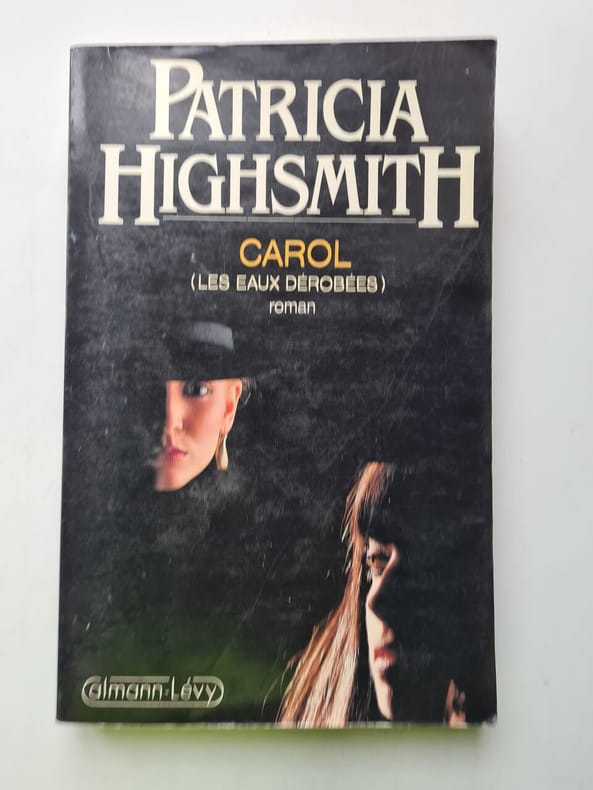 PATRICIA
HIGHSMITH
CAROL
(LES EAUX DÉROBÉES)
roman
Calmann-Lévy